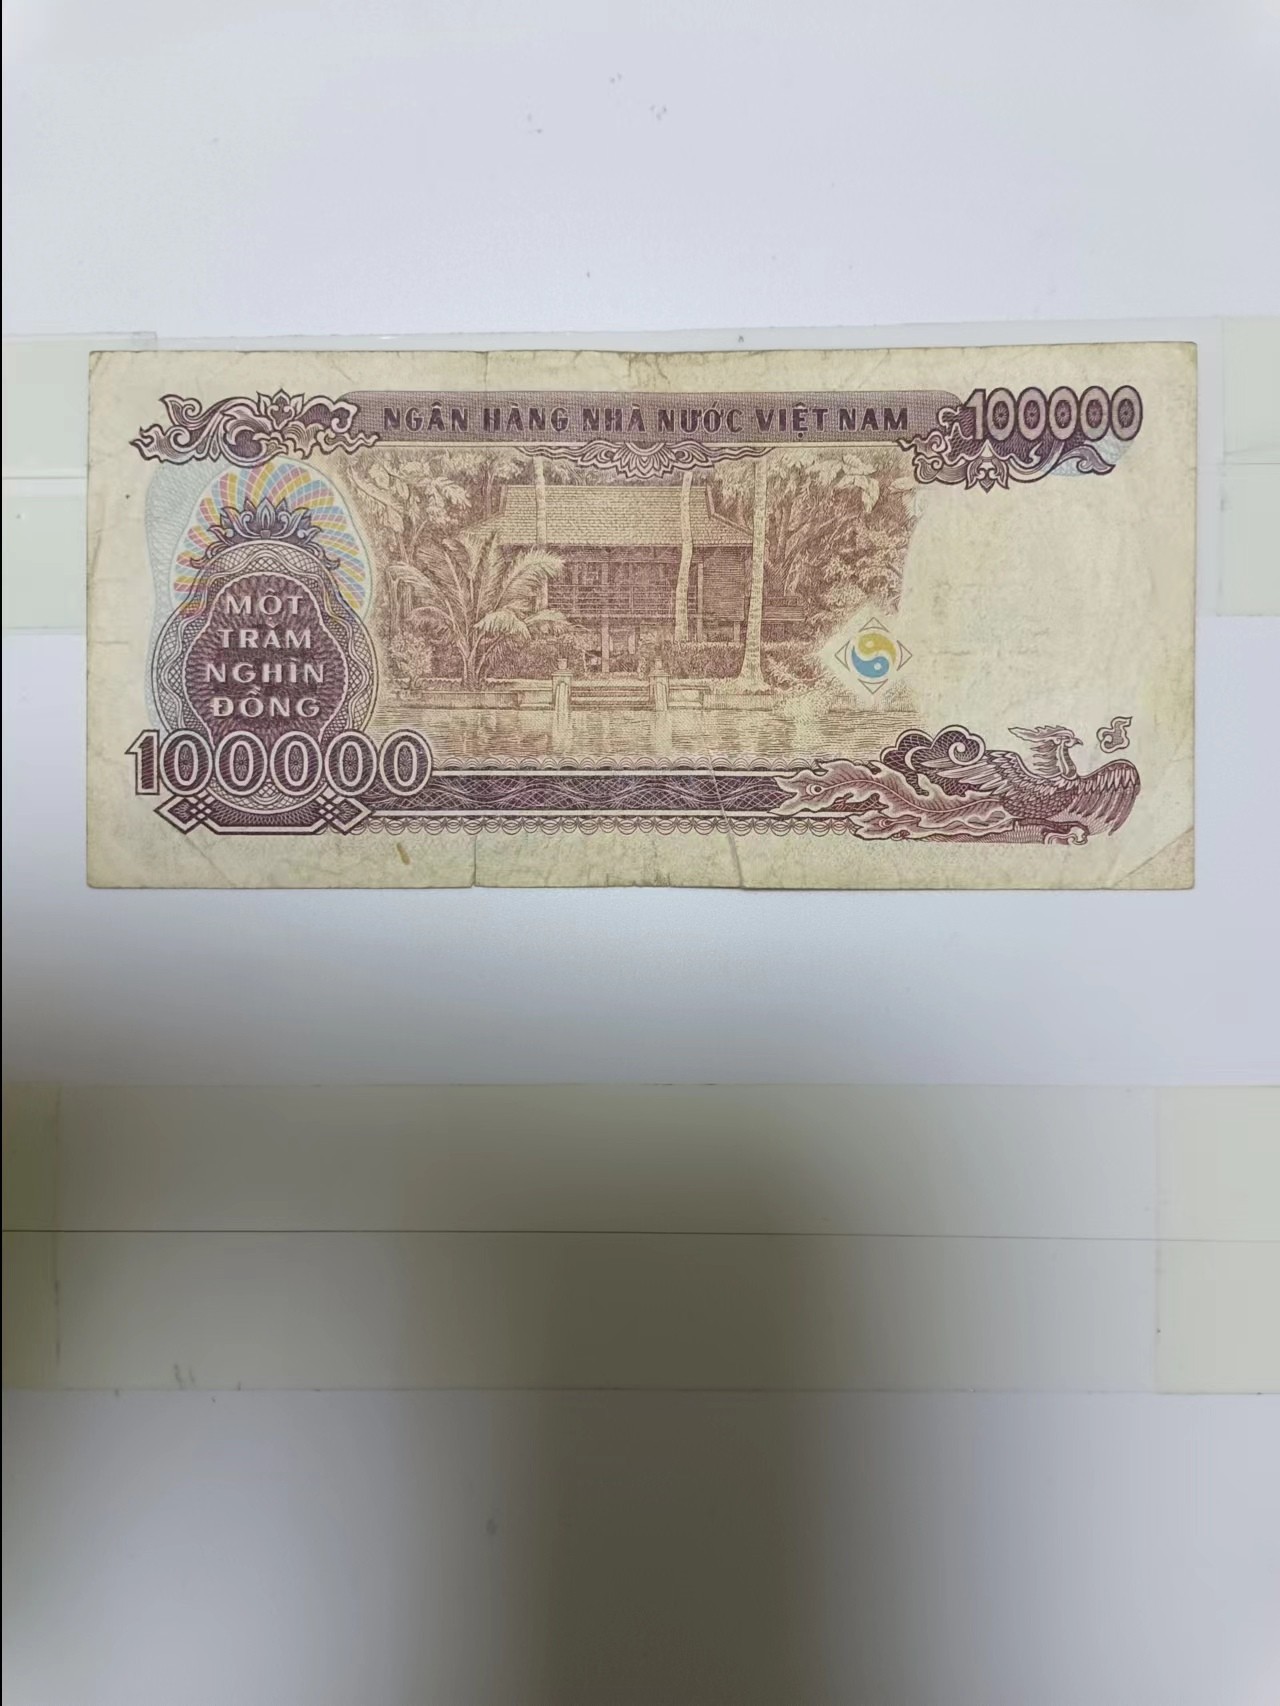 NGÂN HÀNG NHÀ NƯỚC VIỆT NAM
100000
MỘT
TRĂM
NGHÌN
ĐỒNG
100000